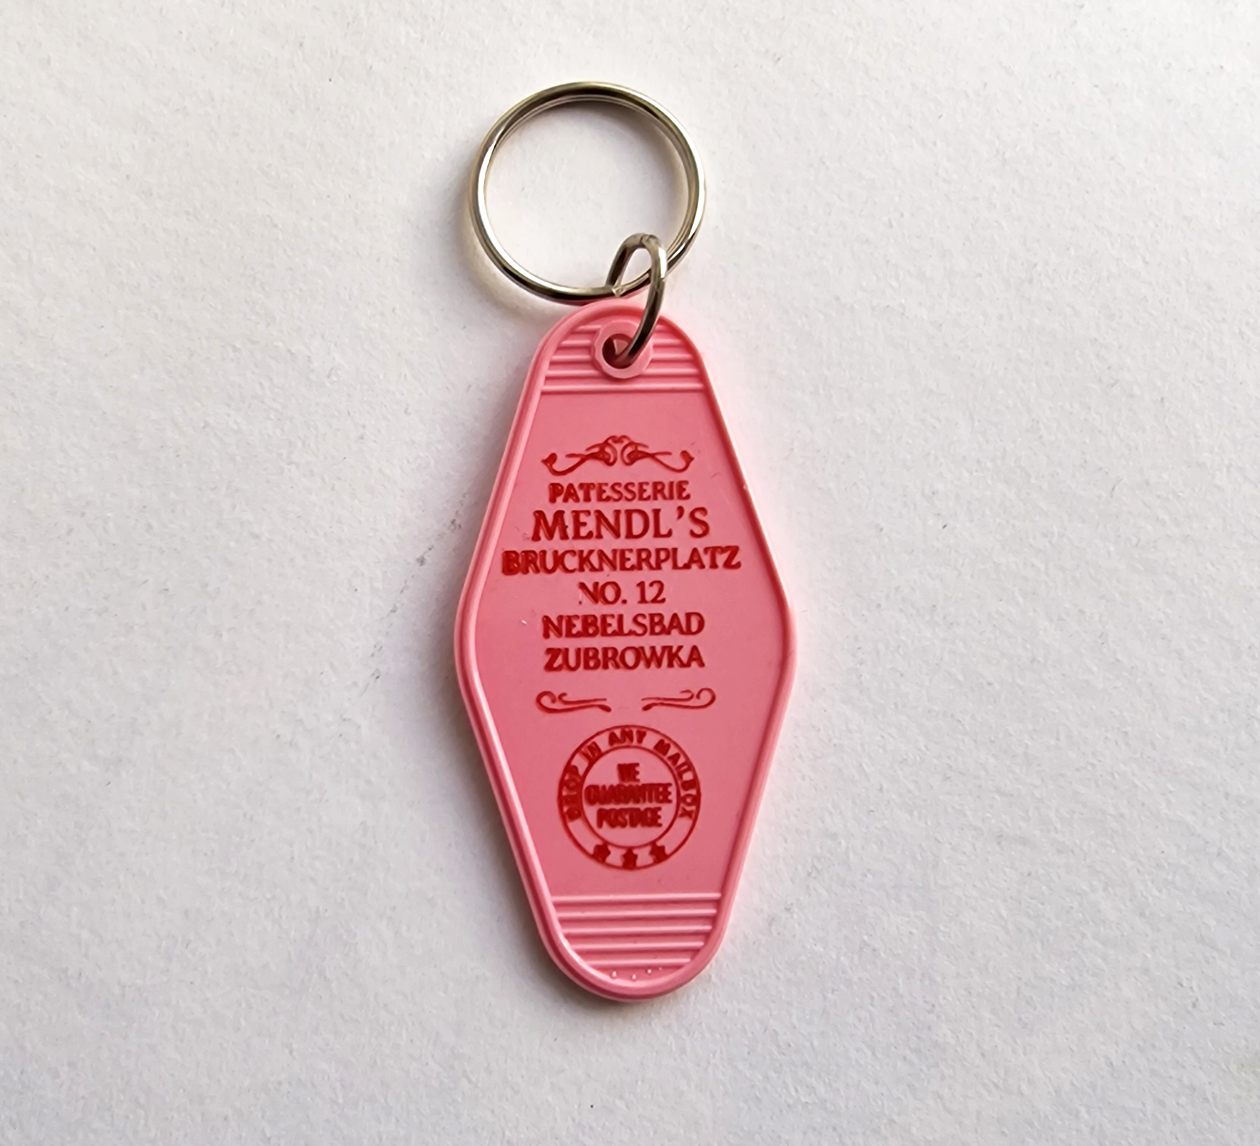 PATESSERIE
MENDL'S
BRUCKNERPLATZ
NO. 12
NEBELSBAD
ZUBROWKA
DROP IN ANY MAILBOX
WE
GUARANTEE
POSTAGE